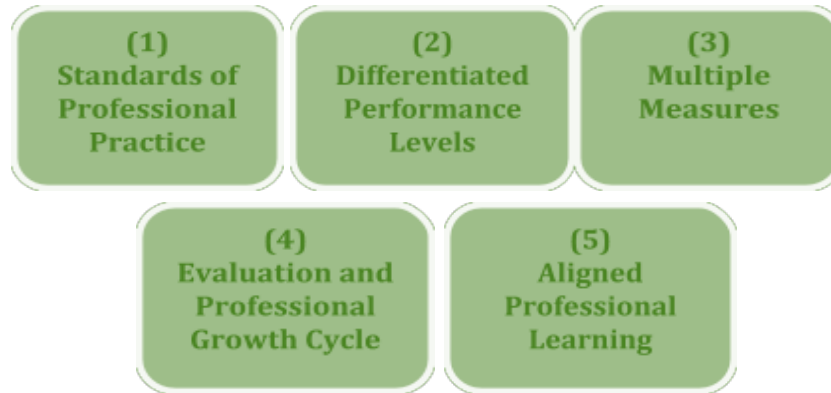 (1)
Standards of
Professional
Practice
(2)
Differentiated
Performance
Levels
(3)
Multiple
Measures
(4)
Evaluation and
Professional
Growth Cycle
(5)
Aligned
Professional
Learning